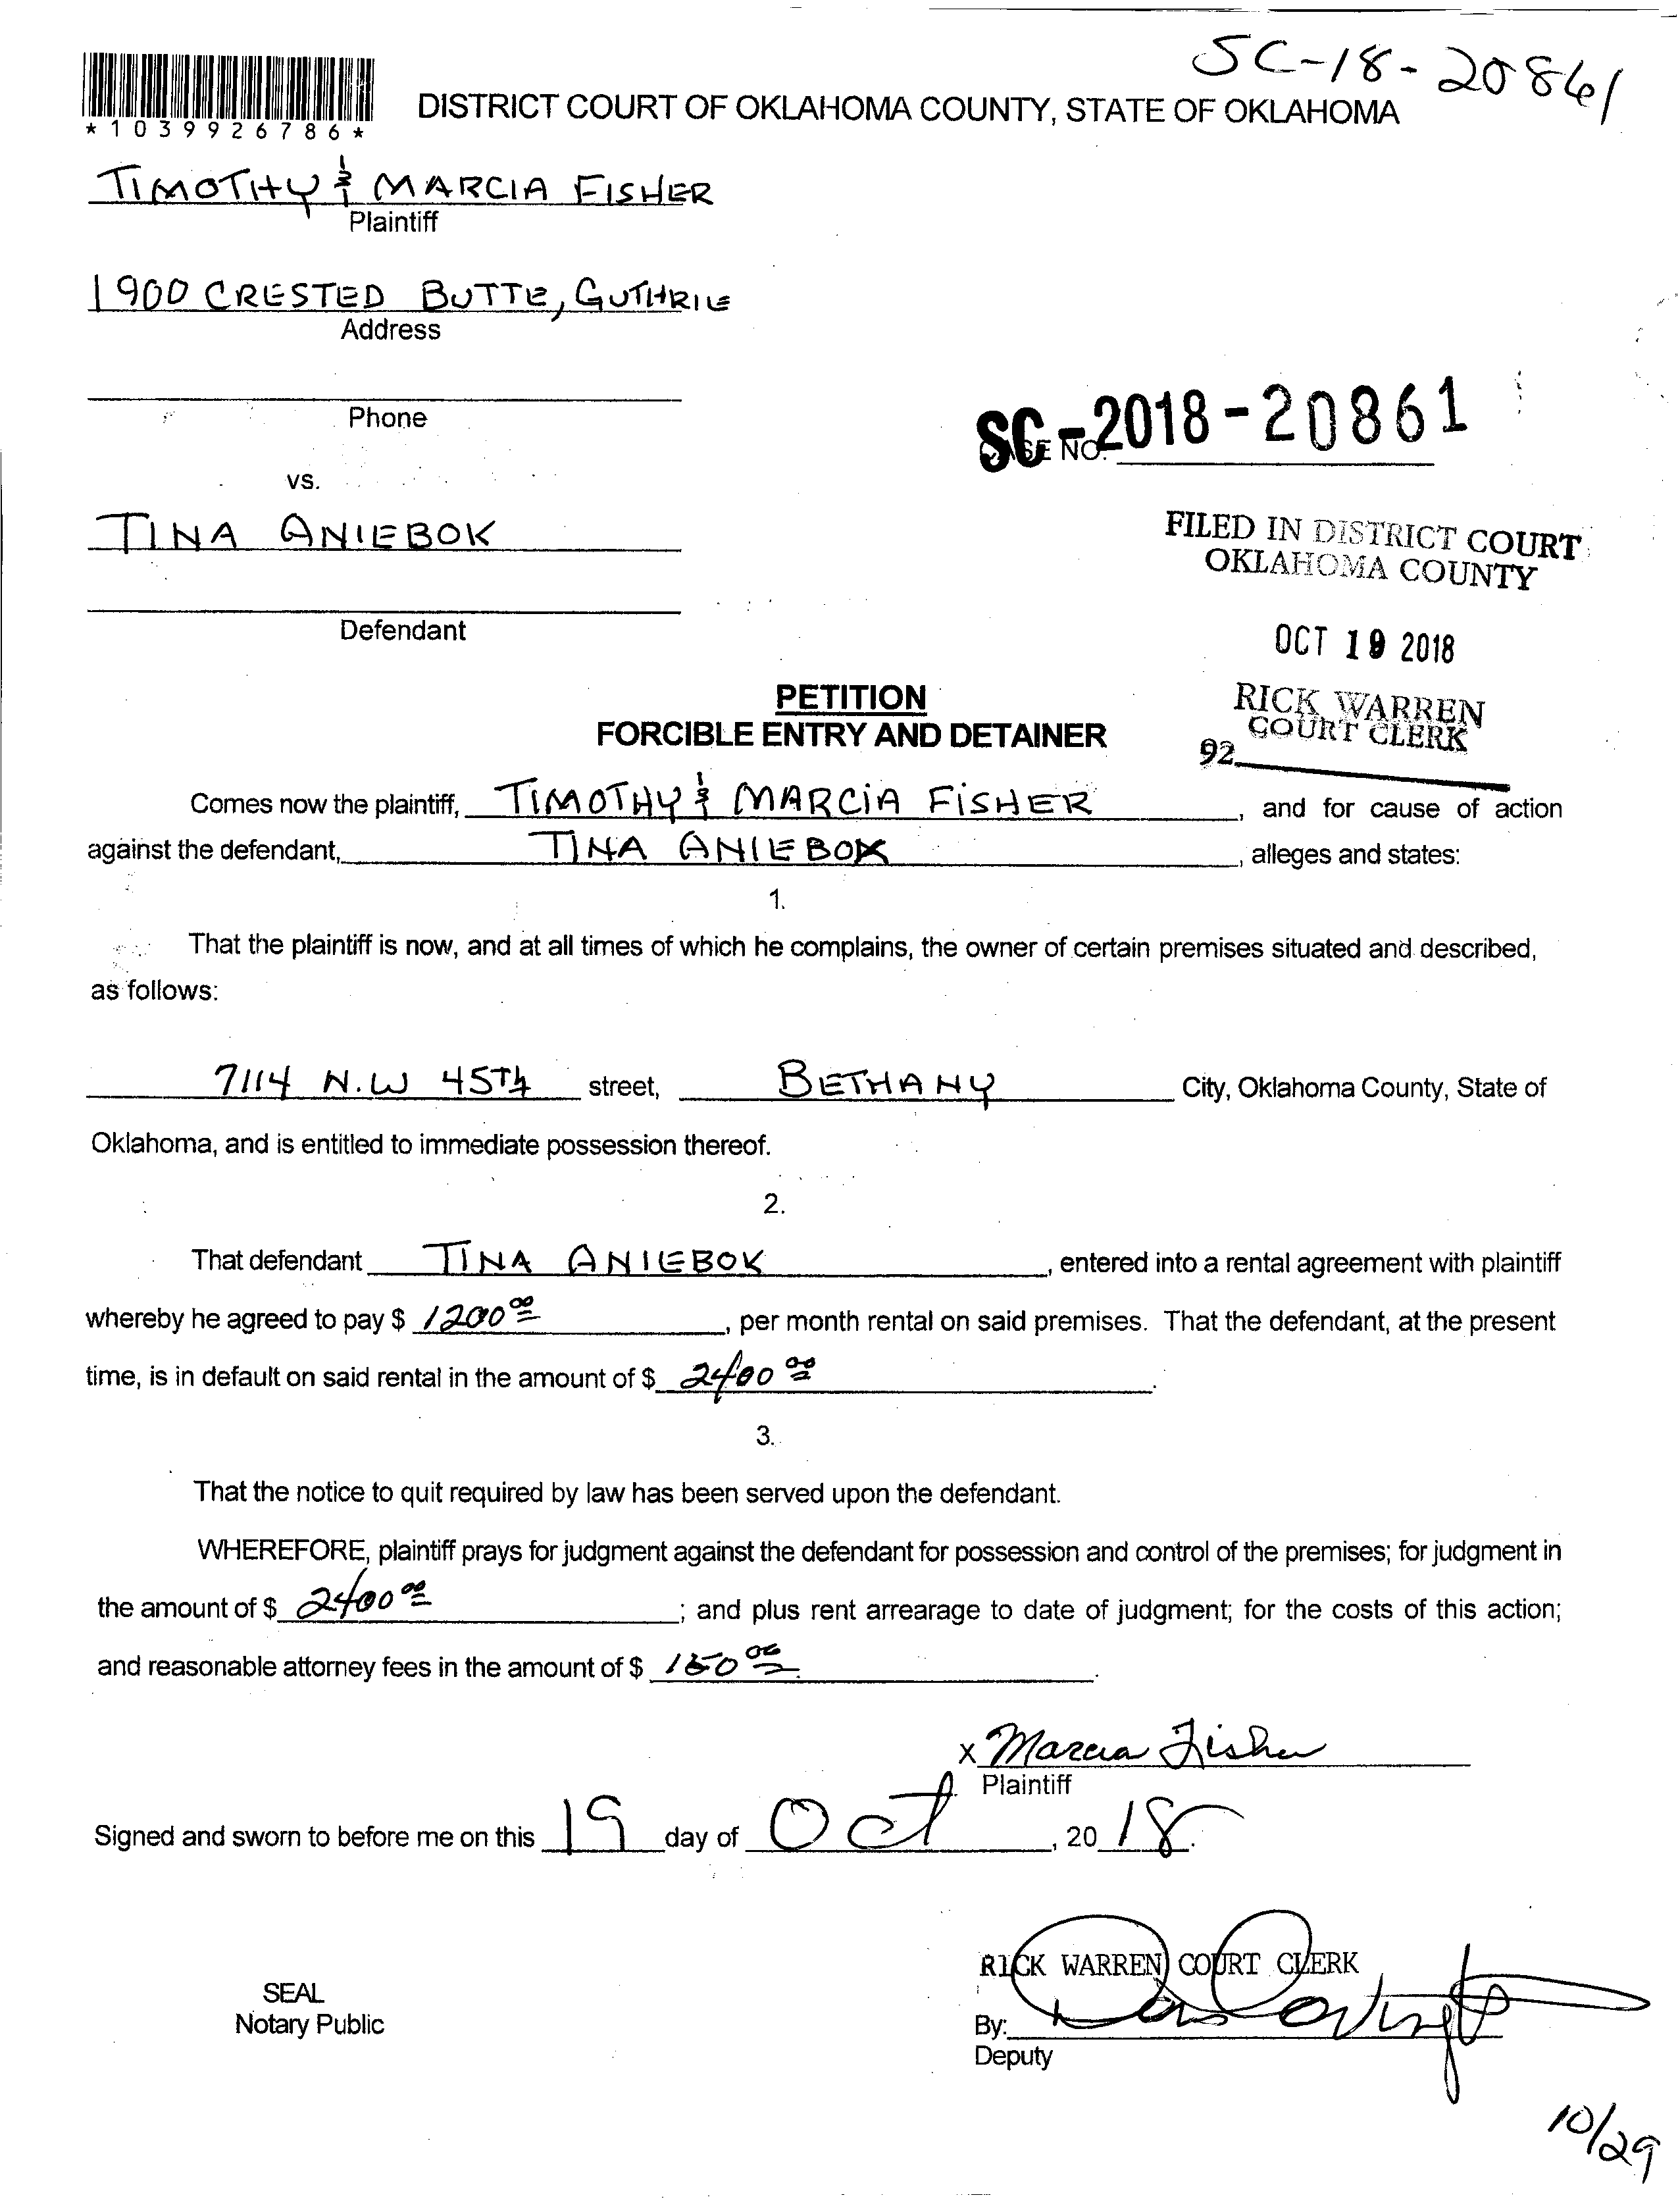 SC-18-20861
*1039926786*
DISTRICT COURT OF OKLAHOMA COUNTY, STATE OF OKLAHOMA
TIMOTHY & MARCIA FISHER
Plaintiff
1900 CRESTED BUTTE, GUTHRIE
Address
Phone
SC-2018-20861
CASE NO.
vs.
TINA ANIEBOK
Defendant
FILED IN DISTRICT COURT
OKLAHOMA COUNTY
OCT 19 2018
RICK WARREN
COURT CLERK
92
PETITION
FORCIBLE ENTRY AND DETAINER
Comes now the plaintiff, TIMOTHY & MARCIA FISHER, and for cause of action
against the defendant, TINA ANIEBOK, alleges and states:
1.
That the plaintiff is now, and at all times of which he complains, the owner of certain premises situated and described,
as follows:
7114 N.W 45TH street, BETHANY City, Oklahoma County, State of
Oklahoma, and is entitled to immediate possession thereof.
2.
That defendant TINA ANIEBOK, entered into a rental agreement with plaintiff
whereby he agreed to pay $ 1200 00, per month rental on said premises. That the defendant, at the present
time, is in default on said rental in the amount of $ 2400 00.
3.
That the notice to quit required by law has been served upon the defendant.
WHEREFORE, plaintiff prays for judgment against the defendant for possession and control of the premises; for judgment in
the amount of $ 2400 00; and plus rent arrearage to date of judgment; for the costs of this action;
and reasonable attorney fees in the amount of $ 150 00.
x Marcia Fisher
Plaintiff
Signed and sworn to before me on this 19 day of Oct, 2018.
RICK WARREN COURT CLERK
SEAL
Notary Public
By:
Deputy
10/29